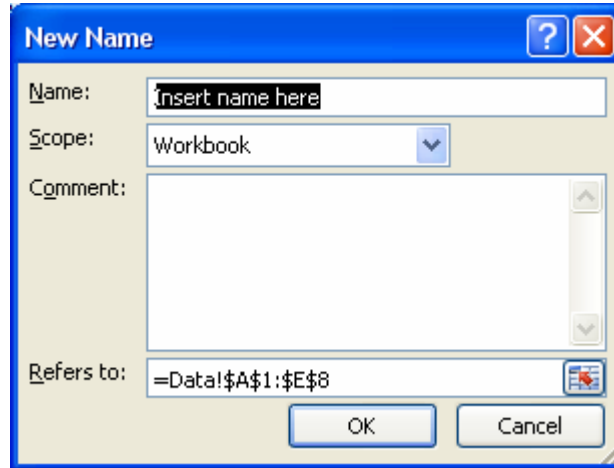 New Name
Name: Insert name here
Scope: Workbook
Comment:
Refers to: =Data!$A$1:$E$8
OK Cancel